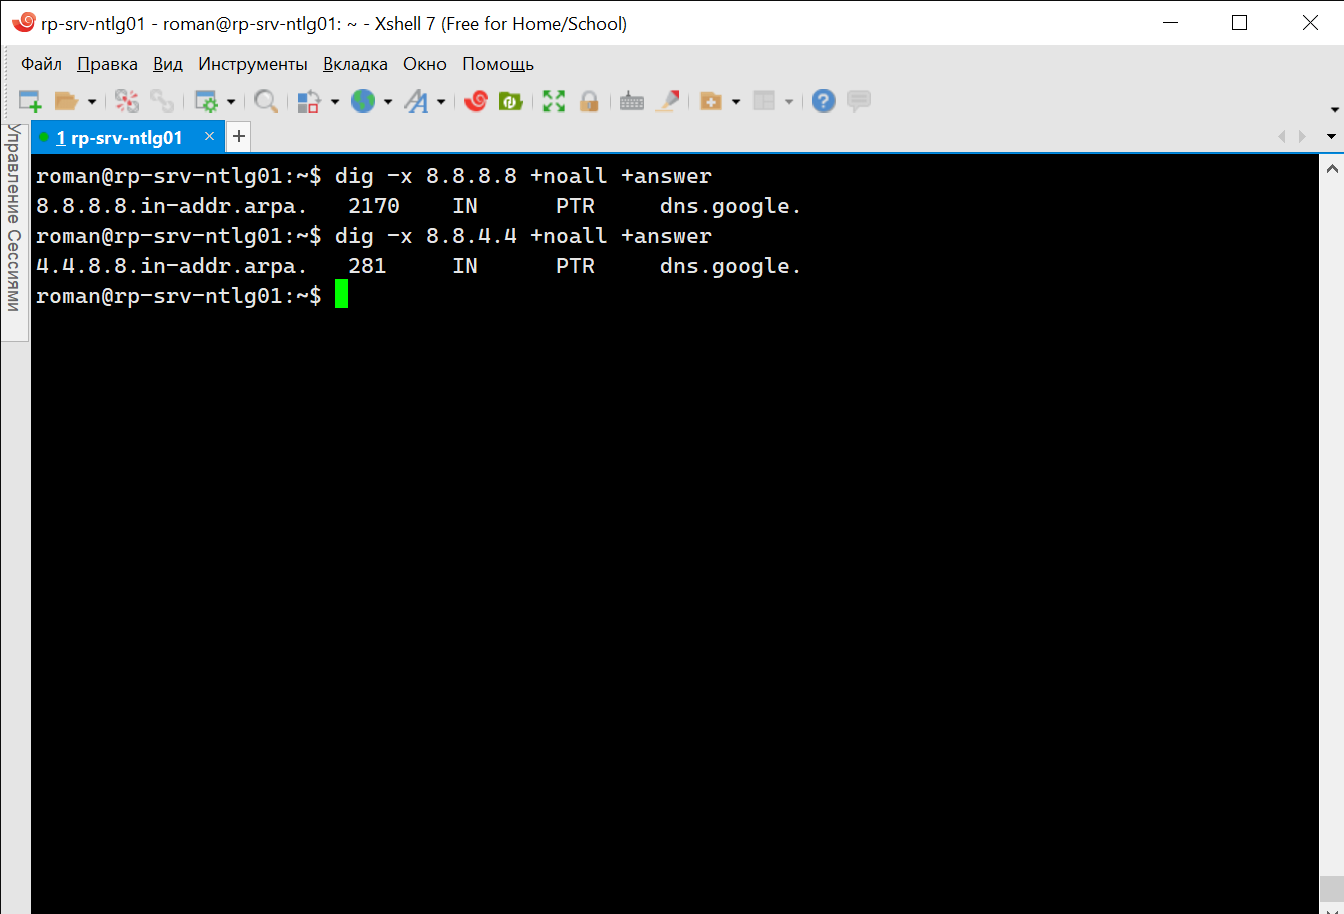 rp-srv-ntlg01 - roman@rp-srv-ntlg01: ~ - Xshell 7 (Free for Home/School)
Файл Правка Вид Инструменты Вкладка Окно Помощь
Управление Сессиями
1 rp-srv-ntlg01 × +
roman@rp-srv-ntlg01:~$ dig -x 8.8.8.8 +noall +answer
8.8.8.8.in-addr.arpa. 2170 IN PTR dns.google.
roman@rp-srv-ntlg01:~$ dig -x 8.8.4.4 +noall +answer
4.4.8.8.in-addr.arpa. 281 IN PTR dns.google.
roman@rp-srv-ntlg01:~$